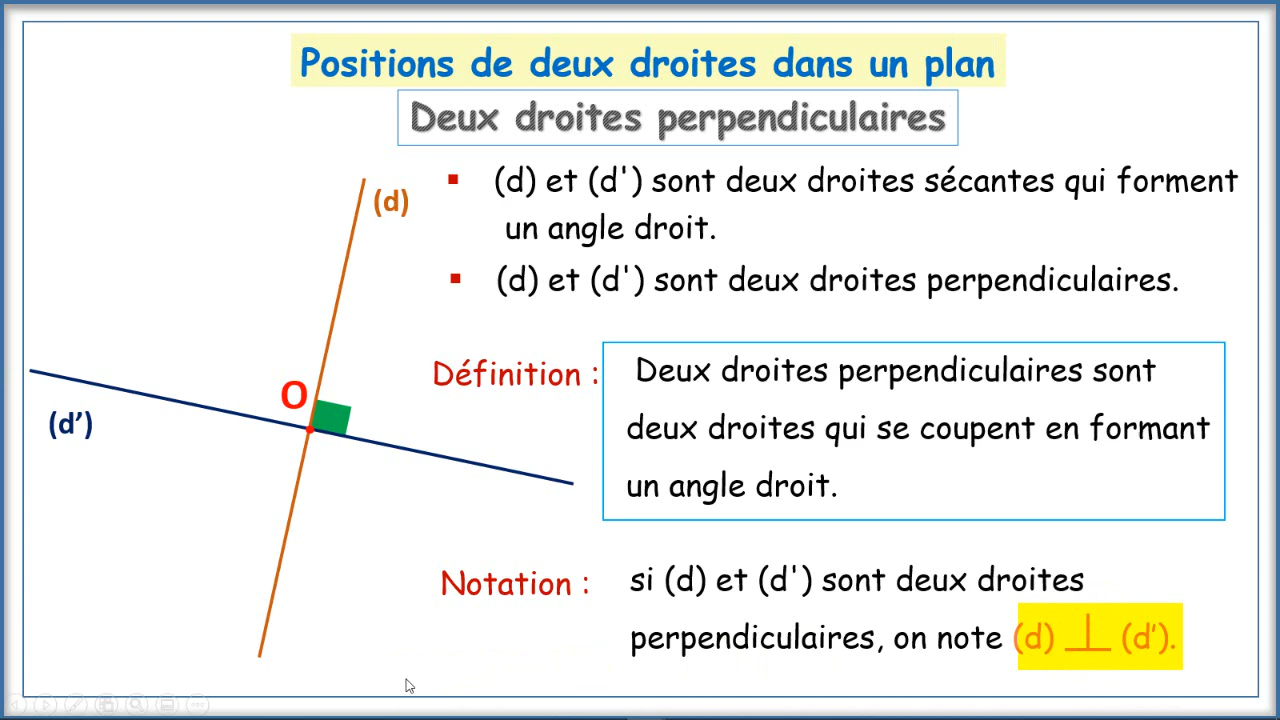 Positions de deux droites dans un plan
Deux droites perpendiculaires
(d)
(d) et (d') sont deux droites sécantes qui forment
un angle droit.
(d) et (d') sont deux droites perpendiculaires.
O
(d’)
Définition :
Deux droites perpendiculaires sont
deux droites qui se coupent en formant
un angle droit.
Notation :
si (d) et (d') sont deux droites
perpendiculaires, on note (d) ⊥ (d’).